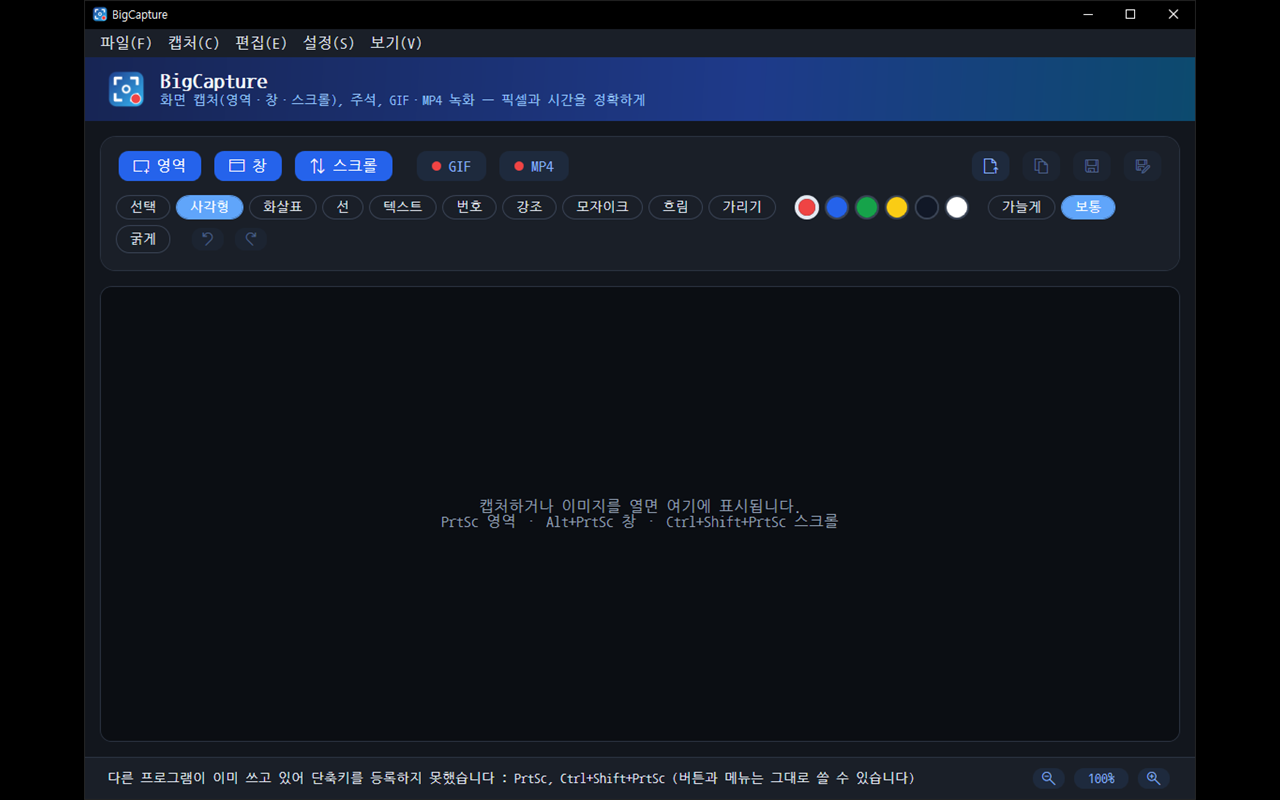 BigCapture
파일(F) 캡처(C) 편집(E) 설정(S) 보기(V)
BigCapture
화면 캡처(영역·창·스크롤), 주석, GIF·MP4 녹화 — 픽셀과 시간을 정확하게
영역 창 스크롤 GIF MP4
선택 사각형 화살표 선 텍스트 번호 강조 모자이크 흐림 가리기 가늘게 보통
굵게
캡처하거나 이미지를 열면 여기에 표시됩니다.
PrtSc 영역 · Alt+PrtSc 창 · Ctrl+Shift+PrtSc 스크롤
다른 프로그램이 이미 쓰고 있어 단축키를 등록하지 못했습니다 : PrtSc, Ctrl+Shift+PrtSc (버튼과 메뉴는 그대로 쓸 수 있습니다) 100%